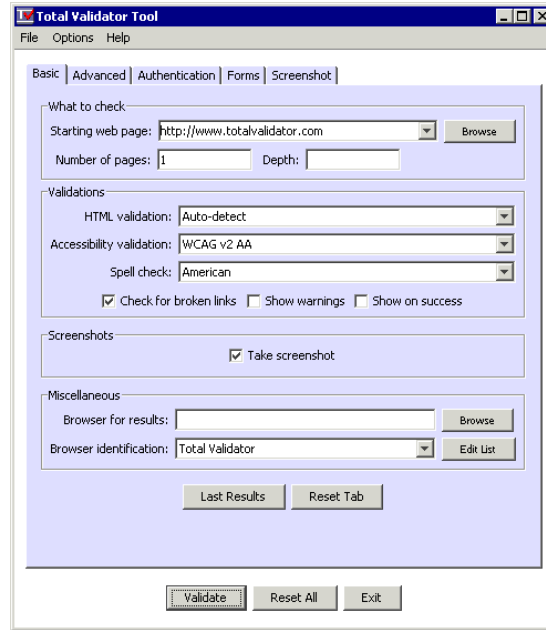 Total Validator Tool
File Options Help
Basic Advanced Authentication Forms Screenshot
What to check
Starting web page: http://www.totalvalidator.com Browse
Number of pages: 1 Depth:
Validations
HTML validation: Auto-detect
Accessibility validation: WCAG v2 AA
Spell check: American
Check for broken links Show warnings Show on success
Screenshots
Take screenshot
Miscellaneous
Browser for results: Browse
Browser identification: Total Validator Edit List
Last Results Reset Tab
Validate Reset All Exit